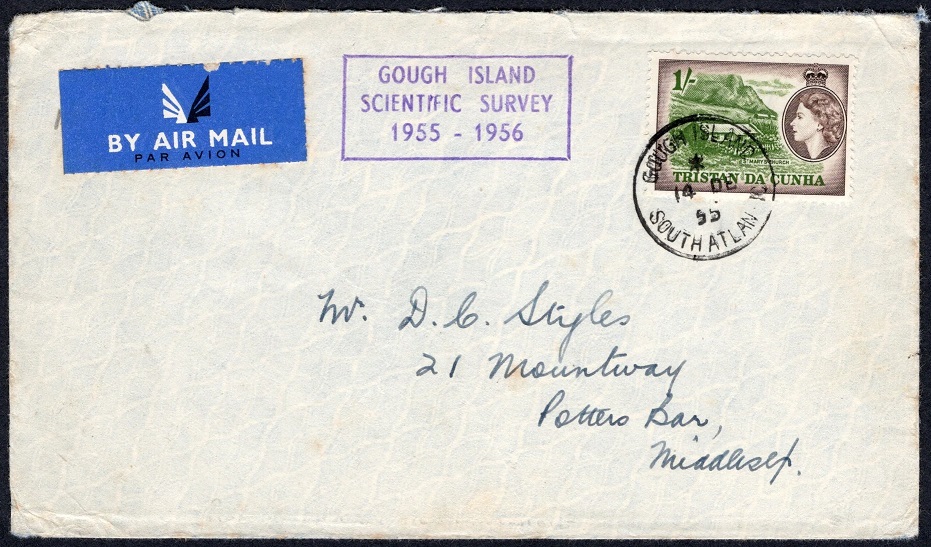 BY AIR MAIL
PAR AVION
GOUGH ISLAND
SCIENTIFIC SURVEY
1955 - 1956
1/-
ST MARY'S CHURCH
TRISTAN DA CUNHA
GOUGH ISLAND
14 DE
55
SOUTH ATLANTIC
Mr. D. C. Styles
21 Mountway
Potters Bar,
Middlesex.